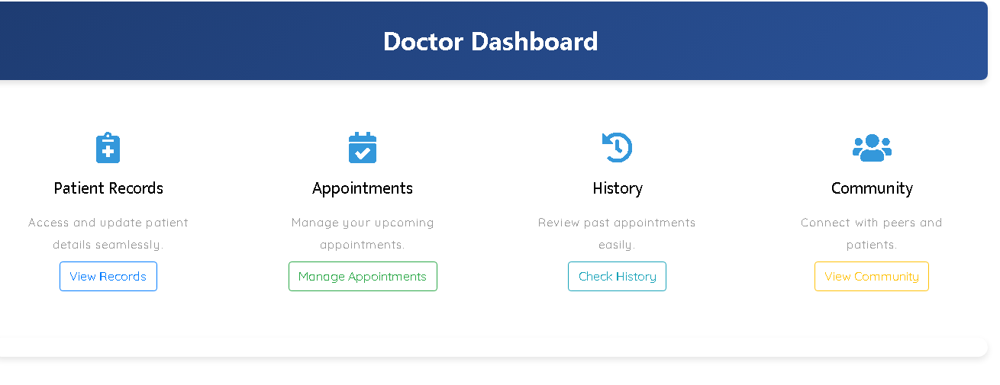 Doctor Dashboard
Patient Records
Access and update patient
details seamlessly.
View Records
Appointments
Manage your upcoming
appointments.
Manage Appointments
History
Review past appointments
easily.
Check History
Community
Connect with peers and
patients.
View Community